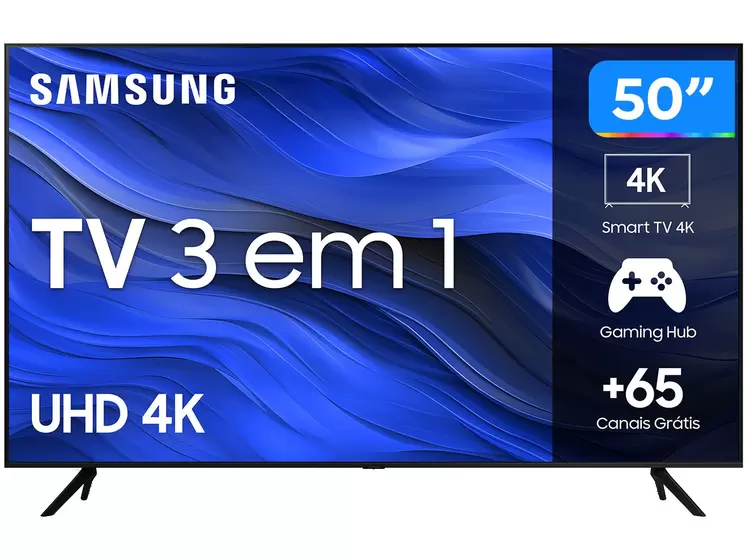 SAMSUNG
TV 3 em 1
UHD 4K
50”
4K
Smart TV 4K
Gaming Hub
+65
Canais Grátis